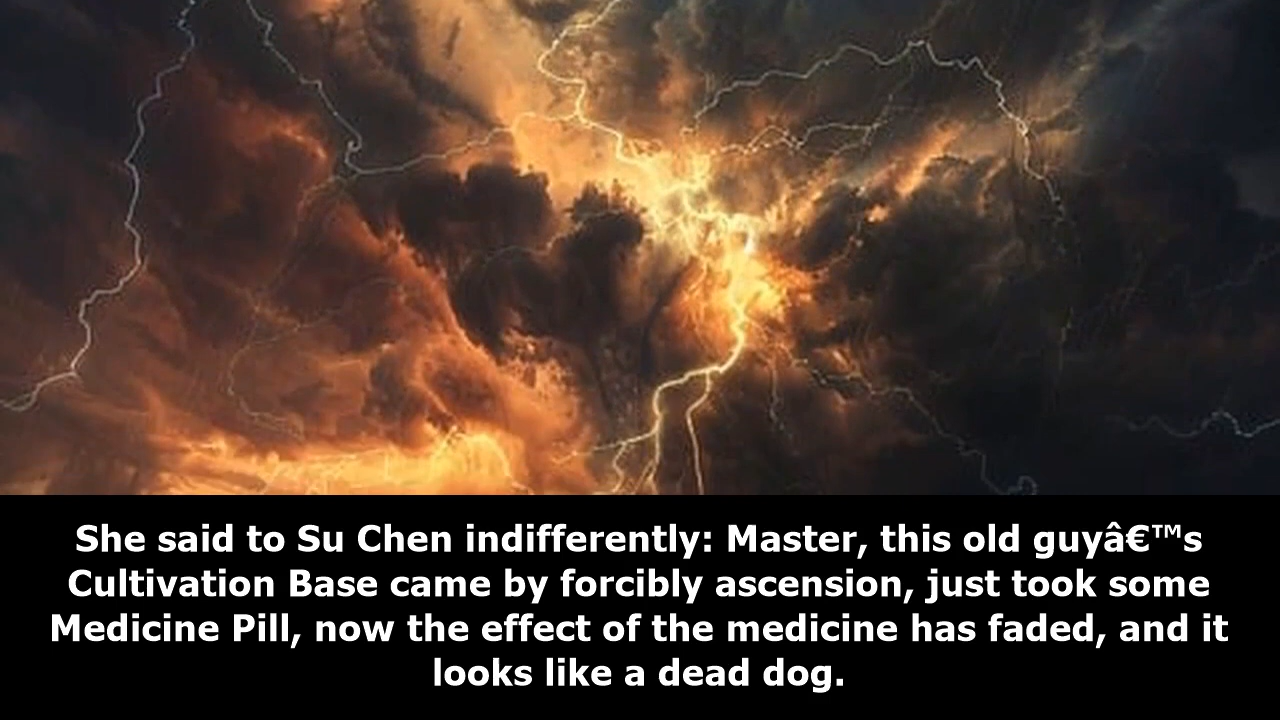 She said to Su Chen indifferently: Master, this old guyâ€™s
Cultivation Base came by forcibly ascension, just took some
Medicine Pill, now the effect of the medicine has faded, and it
looks like a dead dog.